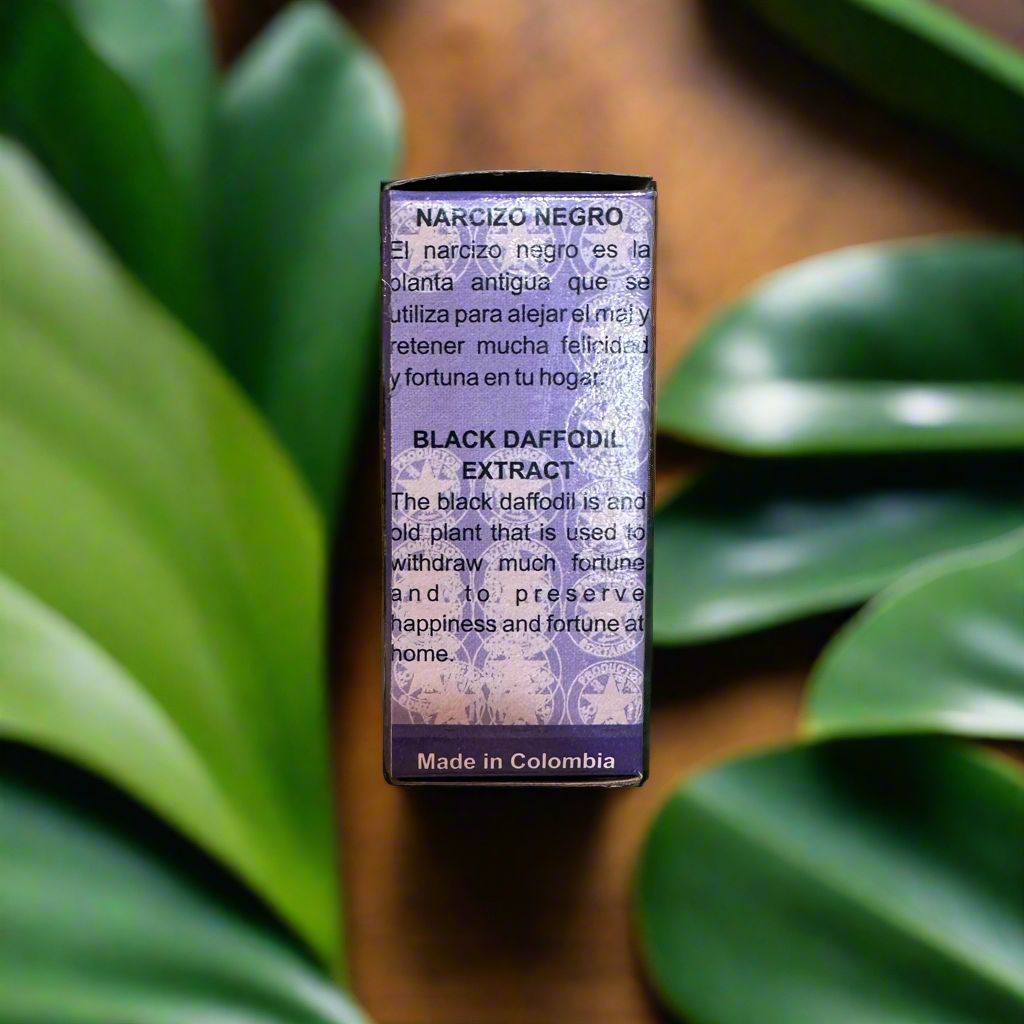 NARCIZO NEGRO
El narcizo negro es la
planta antigua que se
utiliza para alejar el mal y
retener mucha felicidad
y fortuna en tu hogar.
BLACK DAFFODIL
EXTRACT
The black daffodil is and
old plant that is used to
withdraw much fortune
and to preserve
happiness and fortune at
home.
Made in Colombia